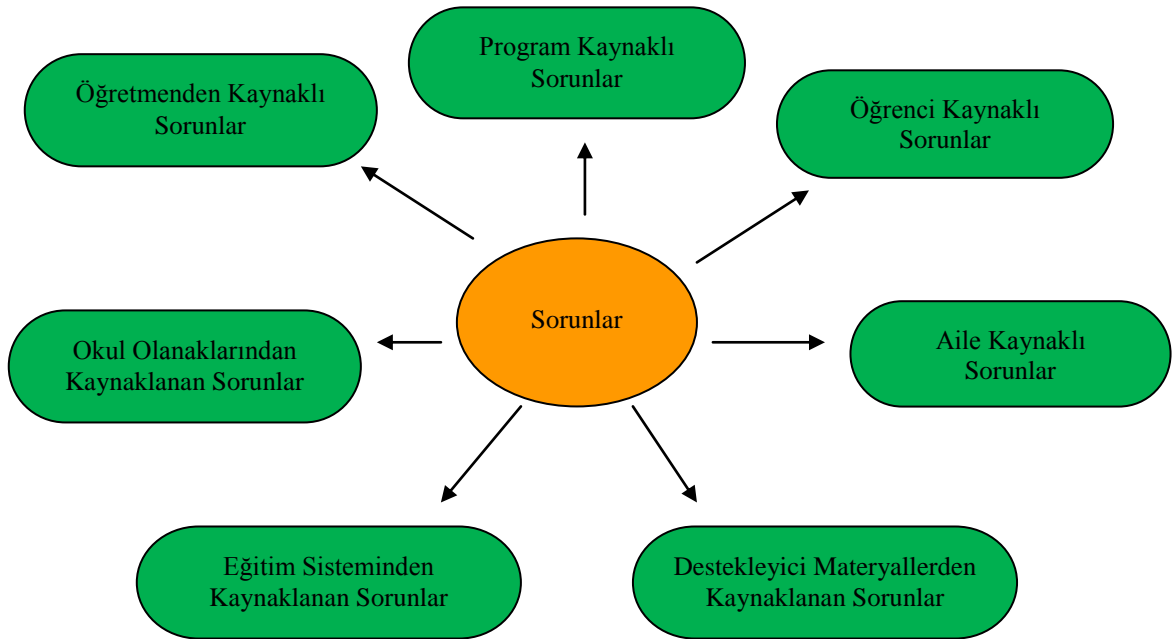 Program Kaynaklı
Sorunlar
Öğretmenden Kaynaklı
Sorunlar
Öğrenci Kaynaklı
Sorunlar
Sorunlar
Okul Olanaklarından
Kaynaklanan Sorunlar
Aile Kaynaklı
Sorunlar
Eğitim Sisteminden
Kaynaklanan Sorunlar
Destekleyici Materyallerden
Kaynaklanan Sorunlar